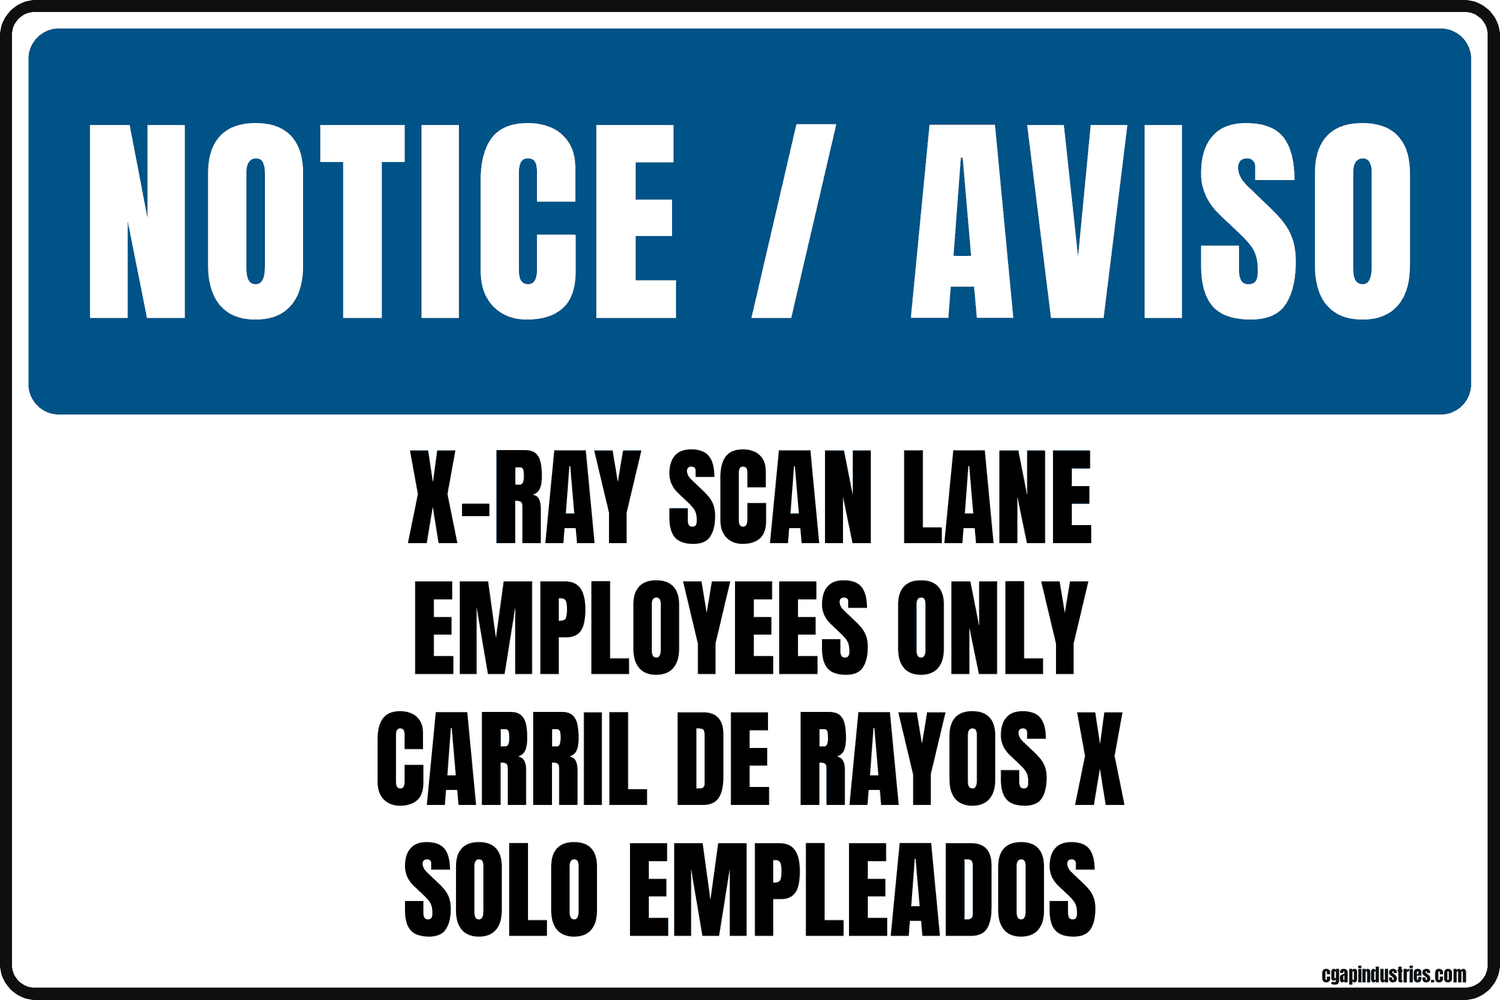 NOTICE / AVISO
X-RAY SCAN LANE
EMPLOYEES ONLY
CARRIL DE RAYOS X
SOLO EMPLEADOS
cgapindustries.com